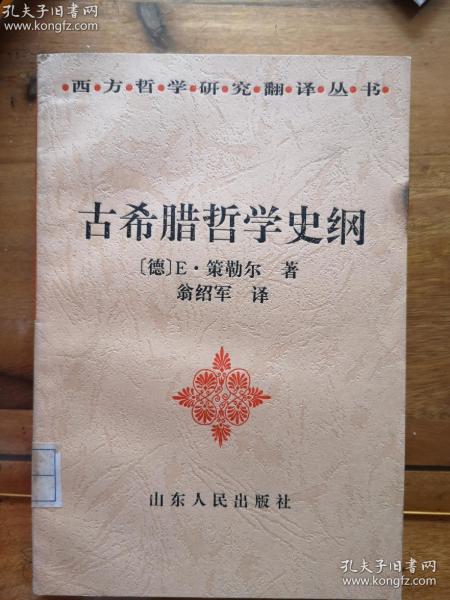 孔夫子旧书网
kongfz.com
·西·方·哲·学·研·究·翻·译·丛·书·
古希腊哲学史纲
〔德〕E·策勒尔 著
翁绍军 译
山东人民出版社
孔夫子旧书网
www.kongfz.com